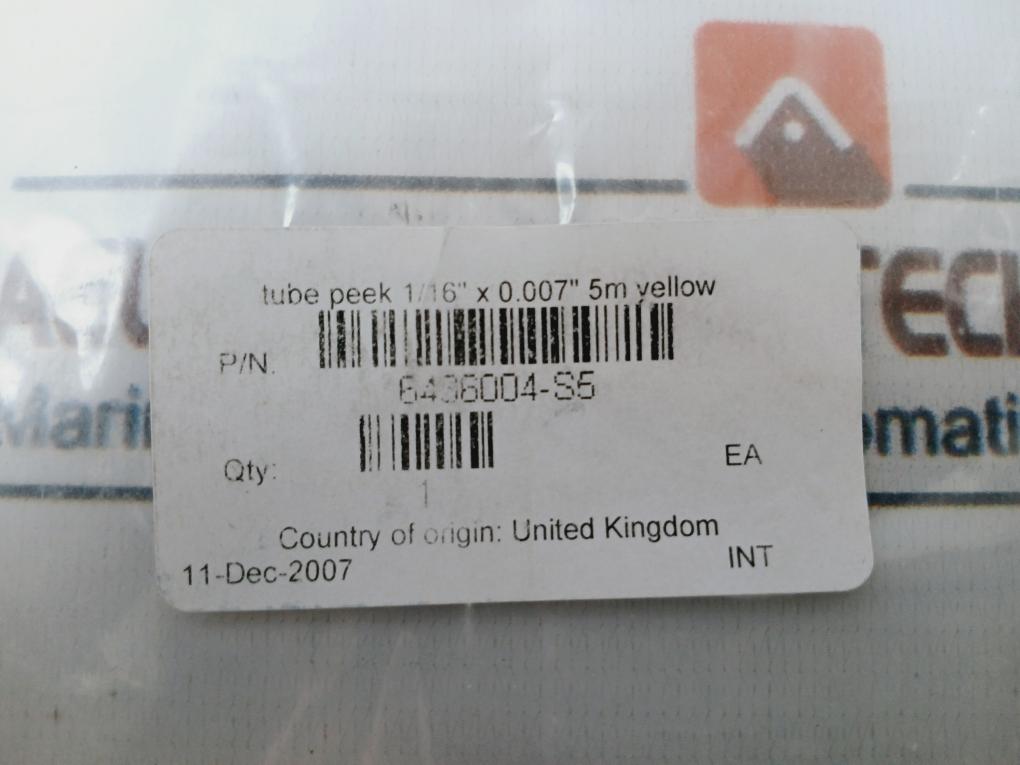 tube peek 1/16" x 0.007" 5m yellow
P/N.
6436004-S5
Qty:
EA
1
Country of origin: United Kingdom
11-Dec-2007
INT